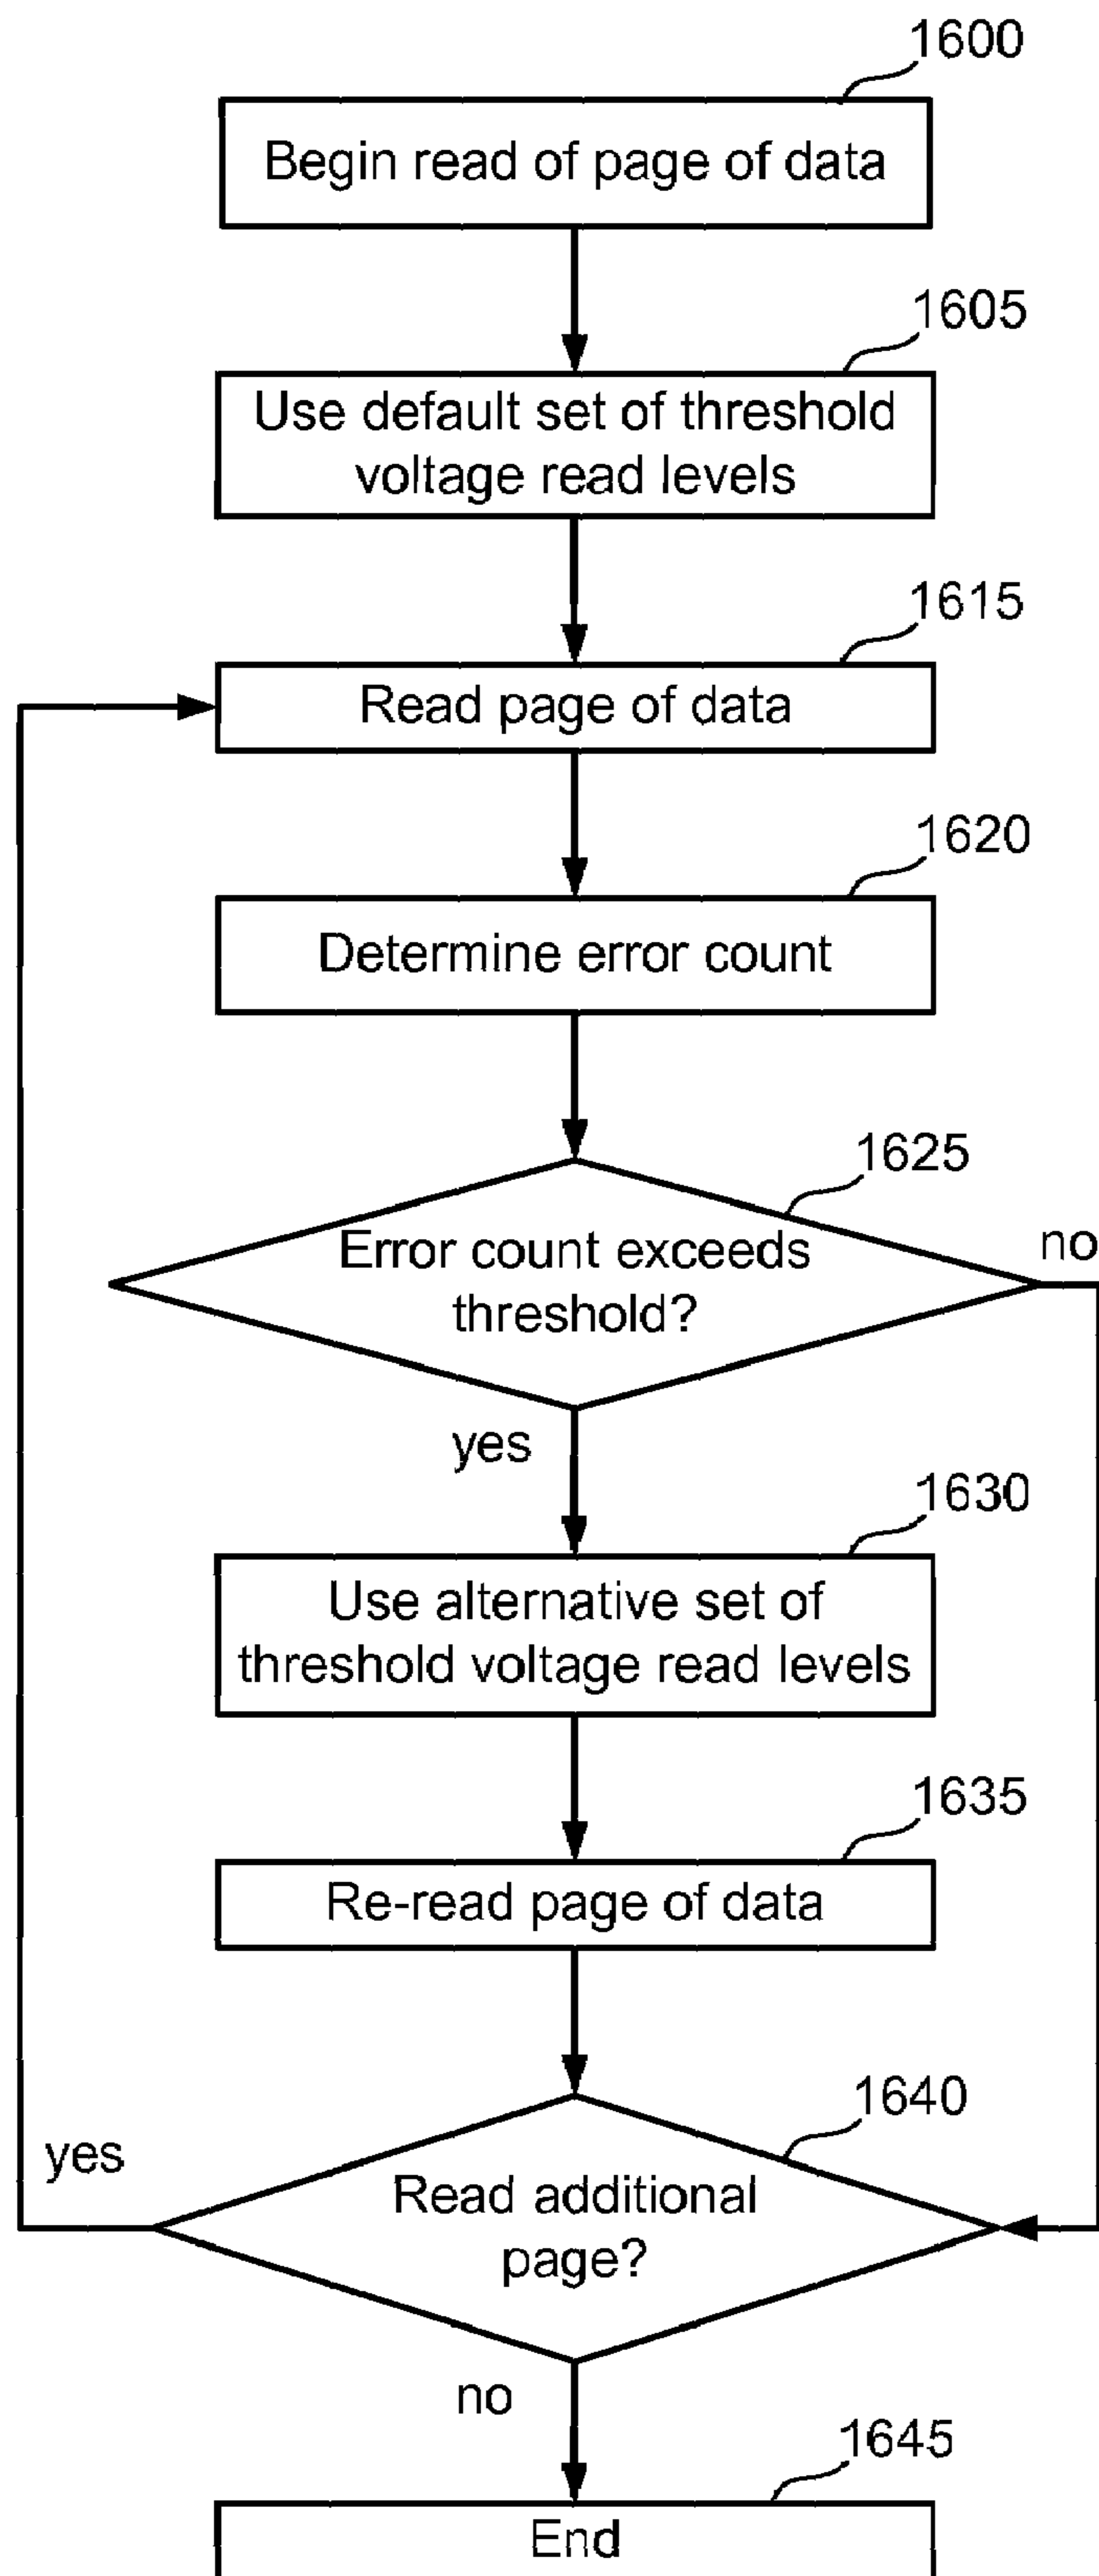 1600
Begin read of page of data
1605
Use default set of threshold
voltage read levels
1615
Read page of data
1620
Determine error count
1625
Error count exceeds
threshold?
no
yes
1630
Use alternative set of
threshold voltage read levels
1635
Re-read page of data
1640
yes
Read additional
page?
no
1645
End